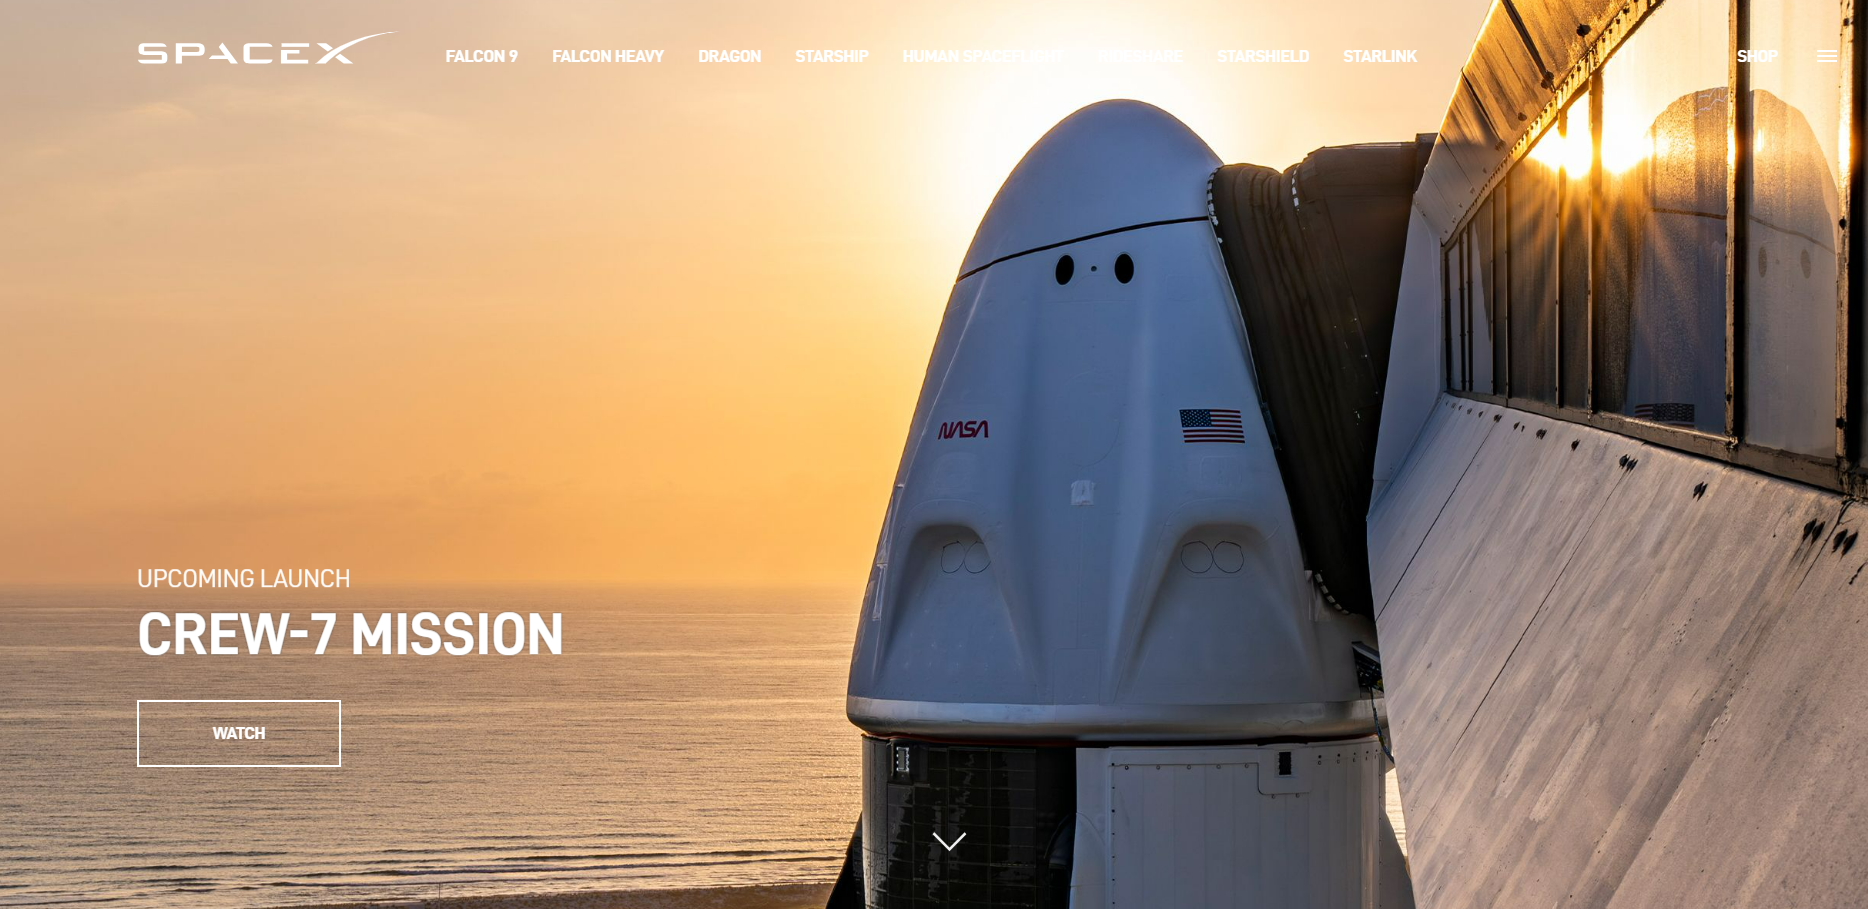 SPACEX
FALCON 9
FALCON HEAVY
DRAGON
STARSHIP
HUMAN SPACEFLIGHT
RIDESHARE
STARSHIELD
STARLINK
SHOP
NASA
UPCOMING LAUNCH
CREW-7 MISSION
WATCH